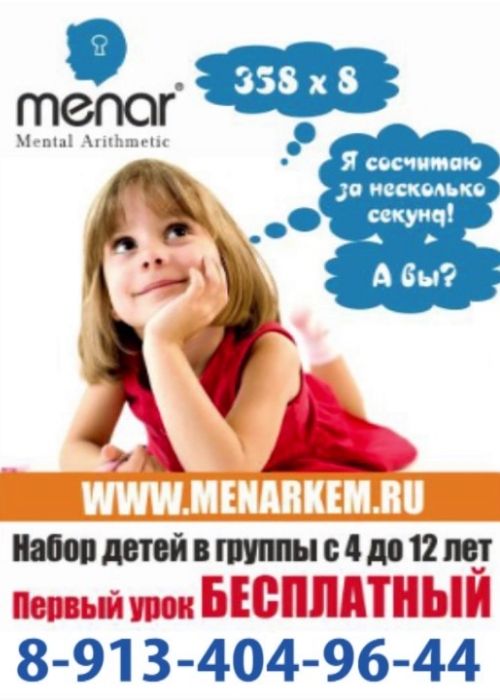 menar®
Mental Arithmetic
358 x 8
Я сосчитаю
за несколько
секунд!
А вы?
WWW.MENARKEM.RU
Набор детей в группы с 4 до 12 лет
Первый урок БЕСПЛАТНЫЙ
8-913-404-96-44